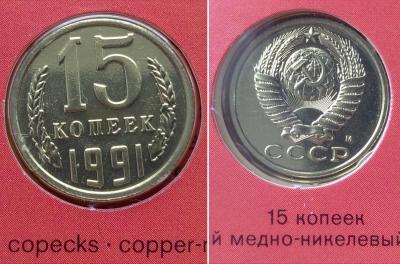 15
КОПЕЕК
1991
copecks · copper-
М
СССР
15 копеек
й медно-никелевый